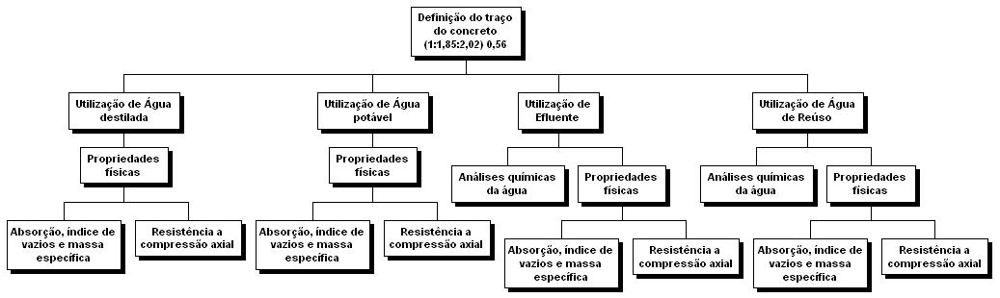 Definição do traço
do concreto
(1:1,85:2,02) 0,56
Utilização de Água
destilada
Utilização de Água
potável
Utilização de
Efluente
Utilização de Água
de Reúso
Propriedades
físicas
Propriedades
físicas
Análises químicas
da água
Propriedades
físicas
Análises químicas
da água
Propriedades
físicas
Absorção, índice de
vazios e massa
específica
Resistência a
compressão axial
Absorção, índice de
vazios e massa
específica
Resistência a
compressão axial
Absorção, índice de
vazios e massa
específica
Resistência a
compressão axial
Absorção, índice de
vazios e massa
específica
Resistência a
compressão axial